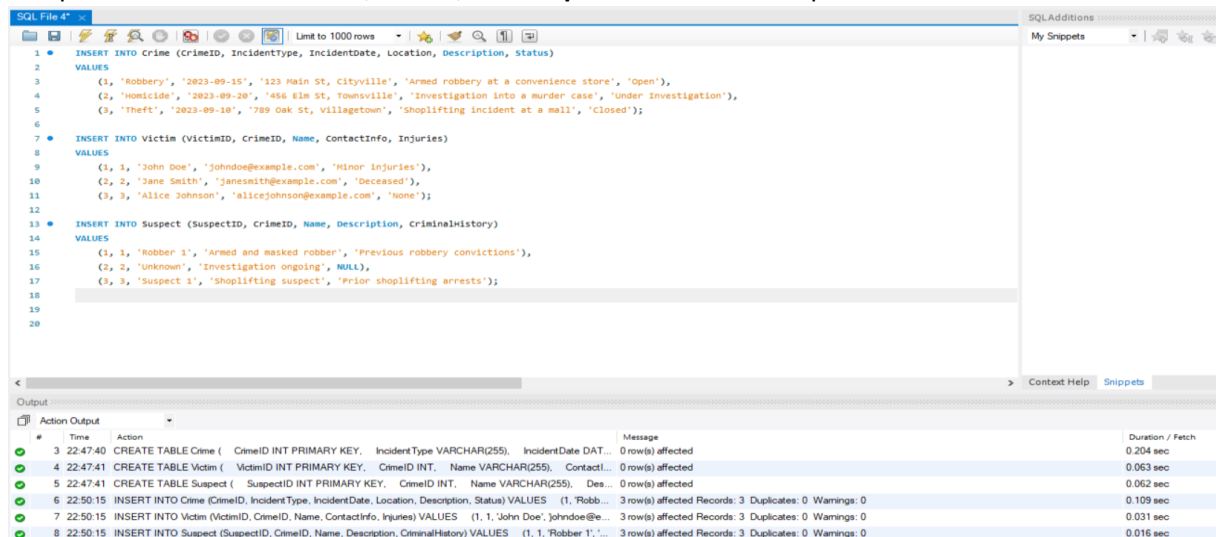 SQL File 4*
SQLAdditions
Limit to 1000 rows
My Snippets
1 INSERT INTO Crime (CrimeID, IncidentType, IncidentDate, Location, Description, Status)
2 VALUES
3 (1, 'Robbery', '2023-09-15', '123 Main St, Cityville', 'Armed robbery at a convenience store', 'Open'),
4 (2, 'Homicide', '2023-09-20', '456 Elm St, Townsville', 'Investigation into a murder case', 'Under Investigation'),
5 (3, 'Theft', '2023-09-10', '789 Oak St, Villagetown', 'Shoplifting incident at a mall', 'Closed');
6
7 INSERT INTO Victim (VictimID, CrimeID, Name, ContactInfo, Injuries)
8 VALUES
9 (1, 1, 'John Doe', 'johndoe@example.com', 'Minor injuries'),
10 (2, 2, 'Jane Smith', 'janesmith@example.com', 'Deceased'),
11 (3, 3, 'Alice Johnson', 'alicejohnson@example.com', 'None');
12
13 INSERT INTO Suspect (SuspectID, CrimeID, Name, Description, CriminalHistory)
14 VALUES
15 (1, 1, 'Robber 1', 'Armed and masked robber', 'Previous robbery convictions'),
16 (2, 2, 'Unknown', 'Investigation ongoing', NULL),
17 (3, 3, 'Suspect 1', 'Shoplifting suspect', 'Prior shoplifting arrests');
18
19
20
Context Help Snippets
Output
Action Output
# Time Action Message Duration / Fetch
3 22:47:40 CREATE TABLE Crime ( CrimeID INT PRIMARY KEY, IncidentType VARCHAR(255), IncidentDate DAT... 0 row(s) affected 0.204 sec
4 22:47:41 CREATE TABLE Victim ( VictimID INT PRIMARY KEY, CrimeID INT, Name VARCHAR(255), ContactI... 0 row(s) affected 0.063 sec
5 22:47:41 CREATE TABLE Suspect ( SuspectID INT PRIMARY KEY, CrimeID INT, Name VARCHAR(255), Des... 0 row(s) affected 0.062 sec
6 22:50:15 INSERT INTO Crime (CrimeID, IncidentType, IncidentDate, Location, Description, Status) VALUES (1, 'Robb... 3 row(s) affected Records: 3 Duplicates: 0 Warnings: 0 0.109 sec
7 22:50:15 INSERT INTO Victim (VictimID, CrimeID, Name, ContactInfo, Injuries) VALUES (1, 1, 'John Doe', 'johndoe@e... 3 row(s) affected Records: 3 Duplicates: 0 Warnings: 0 0.031 sec
8 22:50:15 INSERT INTO Suspect (SuspectID, CrimeID, Name, Description, CriminalHistory) VALUES (1, 1, 'Robber 1', '... 3 row(s) affected Records: 3 Duplicates: 0 Warnings: 0 0.016 sec